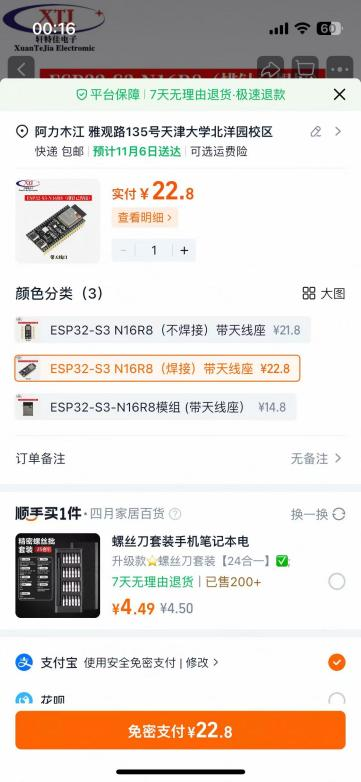 XTJ
轩特佳电子
XuanTeJia Electronic
00:16
60
平台保障 | 7天无理由退货·极速退款
阿力木江 雅观路135号天津大学北洋园校区
快递 包邮 | 预计11月6日送达 | 可选运费险
实付 ¥22.8
查看明细 >
- 1 +
带天线口
颜色分类（3）
大图
ESP32-S3 N16R8（不焊接）带天线座 ¥21.8
ESP32-S3 N16R8（焊接）带天线座 ¥22.8
ESP32-S3-N16R8模组 (带天线座） ¥14.8
订单备注
无备注 >
顺手买1件·四月家居百货
换一换
精密螺丝批
套装
25合1
螺丝刀套装手机笔记本电
升级款⭐螺丝刀套装【24合一】✅
7天无理由退货 | 已售200+
¥4.49 ¥4.50
支付宝 使用安全免密支付 | 修改 >
花呗
免密支付¥22.8